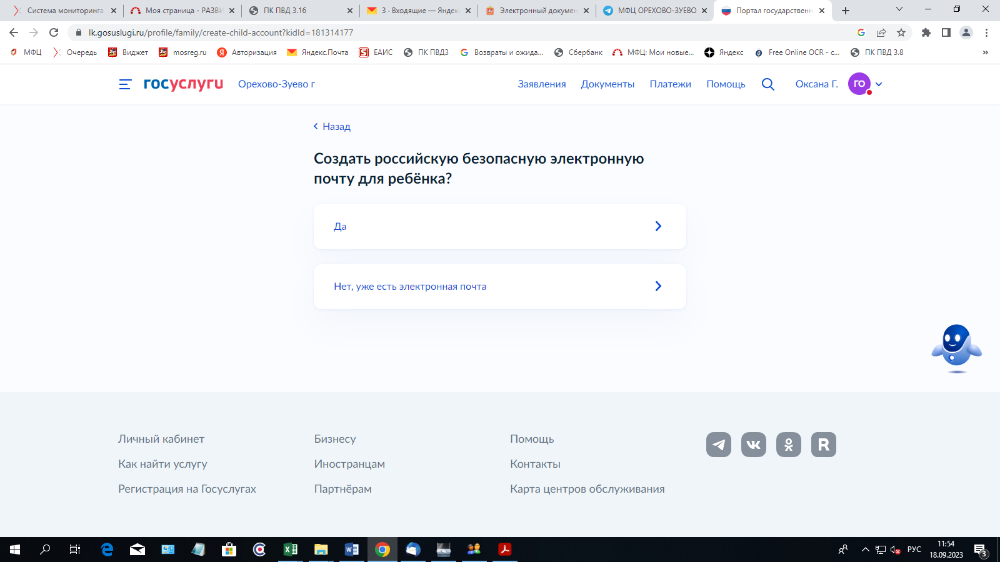 Система мониторинга
Моя страница - РАЗВИ
ПК ПВД 3.16
3 · Входящие — Яндекс
Электронный докумен
МФЦ ОРЕХОВО-ЗУЕВО
Портал государственн
lk.gosuslugi.ru/profile/family/create-child-account?kidId=181314177
МФЦ
Очередь
Виджет
mosreg.ru
Авторизация
Яндекс.Почта
ЕАИС
ПК ПВД3
Возвраты и ожида...
Сбербанк
МФЦ: Мои новые...
Яндекс
Free Online OCR - c...
ПК ПВД 3.8
госуслуги
Орехово-Зуево г
Заявления
Документы
Платежи
Помощь
Оксана Г.
ГО
Назад
Создать российскую безопасную электронную
почту для ребёнка?
Да
Нет, уже есть электронная почта
Личный кабинет
Бизнесу
Помощь
Как найти услугу
Иностранцам
Контакты
Регистрация на Госуслугах
Партнёрам
Карта центров обслуживания
РУС
11:54
18.09.2023
3